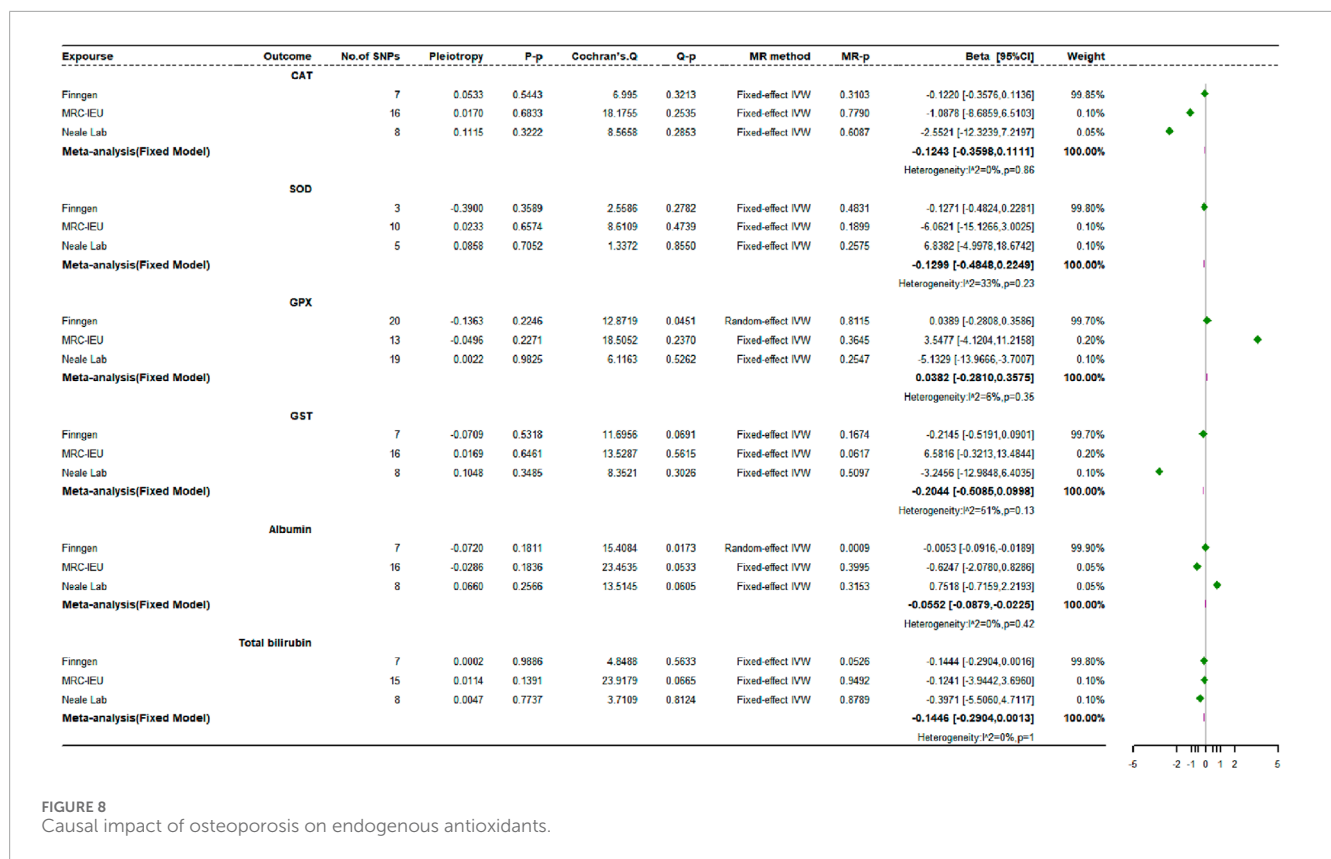 Expourse Outcome No.of SNPs Pleiotropy P-p Cochran's.Q Q-p MR method MR-p Beta [95%CI] Weight
CAT
Finngen 7 0.0533 0.5443 6.995 0.3213 Fixed-effect IVW 0.3103 -0.1220 [-0.3576,0.1136] 99.85%
MRC-IEU 16 0.0170 0.6833 18.1755 0.2535 Fixed-effect IVW 0.7790 -1.0878 [-8.6859,6.5103] 0.10%
Neale Lab 8 0.1115 0.3222 8.5658 0.2853 Fixed-effect IVW 0.6087 -2.5521 [-12.3239,7.2197] 0.05%
Meta-analysis(Fixed Model) -0.1243 [-0.3598,0.1111] 100.00%
Heterogeneity:I^2=0%,p=0.86
SOD
Finngen 3 -0.3900 0.3589 2.5586 0.2782 Fixed-effect IVW 0.4831 -0.1271 [-0.4824,0.2281] 99.80%
MRC-IEU 10 0.0233 0.6574 8.6109 0.4739 Fixed-effect IVW 0.1899 -6.0621 [-15.1266,3.0025] 0.10%
Neale Lab 5 0.0858 0.7052 1.3372 0.8550 Fixed-effect IVW 0.2575 6.8382 [-4.9978,18.6742] 0.10%
Meta-analysis(Fixed Model) -0.1299 [-0.4848,0.2249] 100.00%
Heterogeneity:I^2=33%,p=0.23
GPX
Finngen 20 -0.1363 0.2246 12.8719 0.0451 Random-effect IVW 0.8115 0.0389 [-0.2808,0.3586] 99.70%
MRC-IEU 13 -0.0496 0.2271 18.5052 0.2370 Fixed-effect IVW 0.3645 3.5477 [-4.1204,11.2158] 0.20%
Neale Lab 19 0.0022 0.9825 6.1163 0.5262 Fixed-effect IVW 0.2547 -5.1329 [-13.9666,-3.7007] 0.10%
Meta-analysis(Fixed Model) 0.0382 [-0.2810,0.3575] 100.00%
Heterogeneity:I^2=6%,p=0.35
GST
Finngen 7 -0.0709 0.5318 11.6956 0.0691 Fixed-effect IVW 0.1674 -0.2145 [-0.5191,0.0901] 99.70%
MRC-IEU 16 0.0169 0.6461 13.5287 0.5615 Fixed-effect IVW 0.0617 6.5816 [-0.3213,13.4844] 0.20%
Neale Lab 8 0.1048 0.3485 8.3521 0.3026 Fixed-effect IVW 0.5097 -3.2456 [-12.9848,6.4035] 0.10%
Meta-analysis(Fixed Model) -0.2044 [-0.5085,0.0998] 100.00%
Heterogeneity:I^2=51%,p=0.13
Albumin
Finngen 7 -0.0720 0.1811 15.4084 0.0173 Random-effect IVW 0.0009 -0.0053 [-0.0916,-0.0189] 99.90%
MRC-IEU 16 -0.0286 0.1836 23.4535 0.0533 Fixed-effect IVW 0.3995 -0.6247 [-2.0780,0.8286] 0.05%
Neale Lab 8 0.0660 0.2566 13.5145 0.0605 Fixed-effect IVW 0.3153 0.7518 [-0.7159,2.2193] 0.05%
Meta-analysis(Fixed Model) -0.0552 [-0.0879,-0.0225] 100.00%
Heterogeneity:I^2=0%,p=0.42
Total bilirubin
Finngen 7 0.0002 0.9886 4.8488 0.5633 Fixed-effect IVW 0.0526 -0.1444 [-0.2904,0.0016] 99.80%
MRC-IEU 15 0.0114 0.1391 23.9179 0.0665 Fixed-effect IVW 0.9492 -0.1241 [-3.9442,3.6960] 0.10%
Neale Lab 8 0.0047 0.7737 3.7109 0.8124 Fixed-effect IVW 0.8789 -0.3971 [-5.5060,4.7117] 0.10%
Meta-analysis(Fixed Model) -0.1446 [-0.2904,0.0013] 100.00%
Heterogeneity:I^2=0%,p=1
-5 -2 -1 0 1 2 5
FIGURE 8
Causal impact of osteoporosis on endogenous antioxidants.